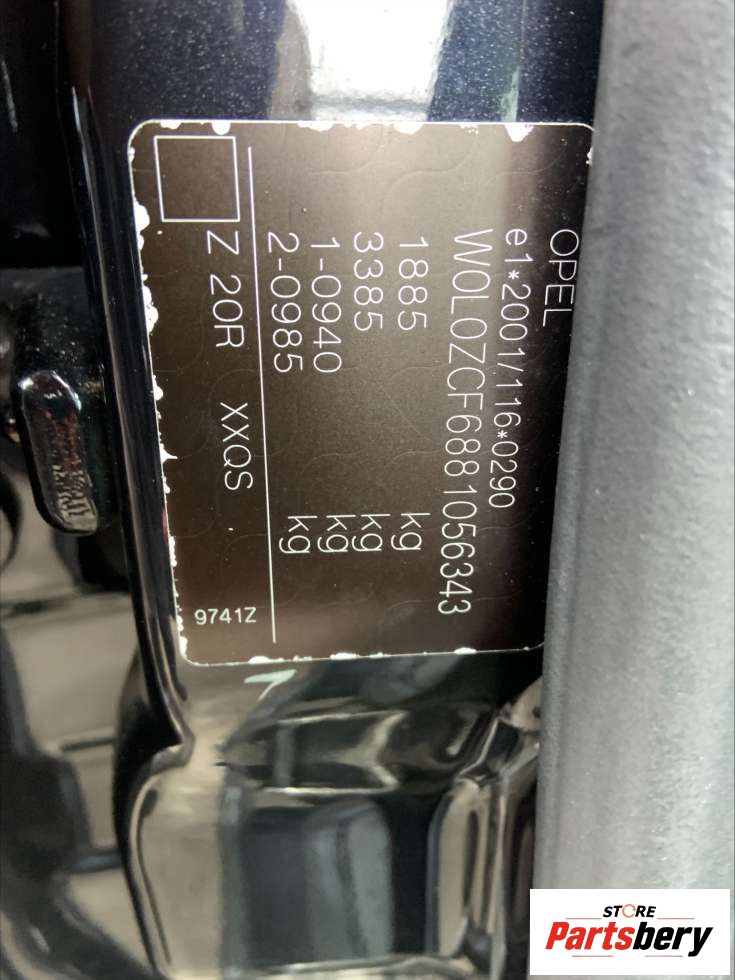 OPEL
e1*2001/116*0290
W0L0ZCF6881056343
1885 kg
3385 kg
1-0940 kg
2-0985 kg
Z 20R XXQS
9741Z
STORE
Partsbery